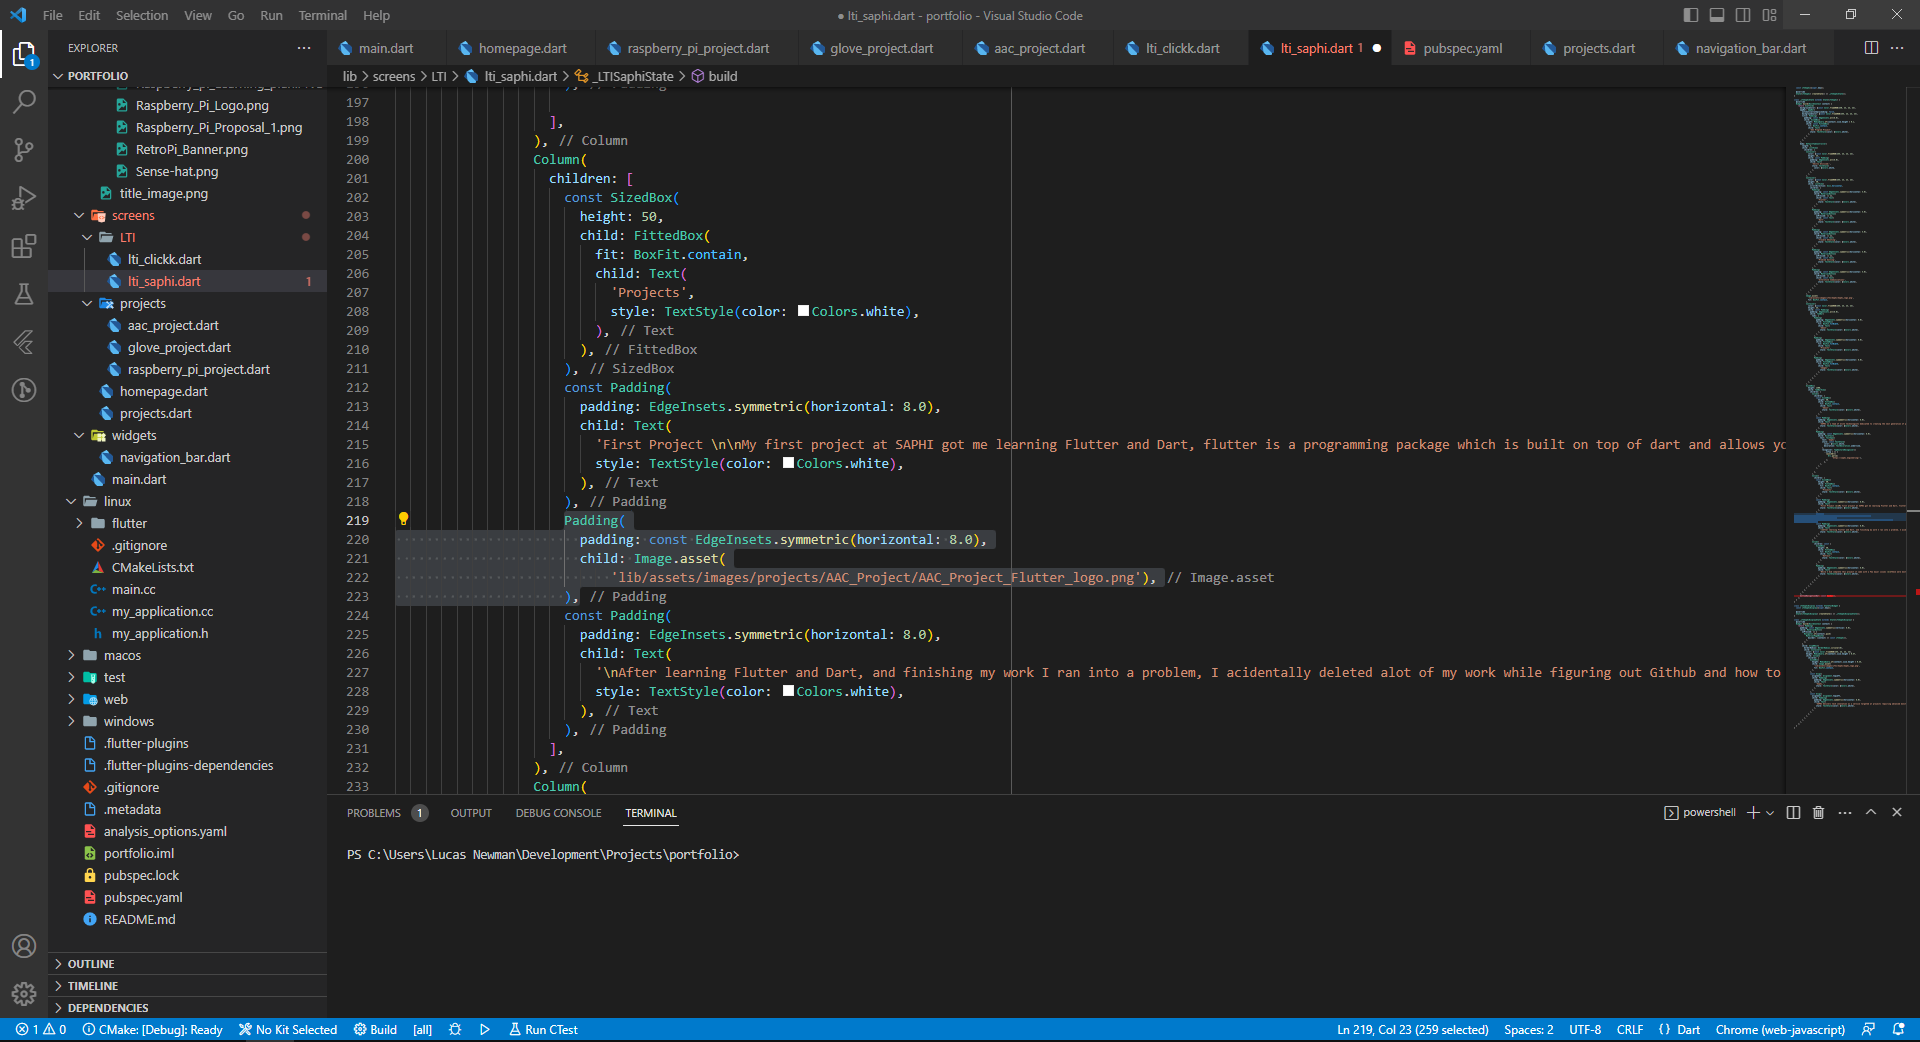 File Edit Selection View Go Run Terminal Help
● lti_saphi.dart - portfolio - Visual Studio Code
EXPLORER
main.dart homepage.dart raspberry_pi_project.dart glove_project.dart aac_project.dart lti_clickk.dart lti_saphi.dart 1 pubspec.yaml projects.dart navigation_bar.dart
PORTFOLIO
lib > screens > LTI > lti_saphi.dart > _LTISaphiState > build
Raspberry_Pi_Logo.png
Raspberry_Pi_Proposal_1.png
RetroPi_Banner.png
Sense-hat.png
title_image.png
screens
LTI
lti_clickk.dart
lti_saphi.dart 1
projects
aac_project.dart
glove_project.dart
raspberry_pi_project.dart
homepage.dart
projects.dart
widgets
navigation_bar.dart
main.dart
linux
flutter
.gitignore
CMakeLists.txt
main.cc
my_application.cc
my_application.h
macos
test
web
windows
.flutter-plugins
.flutter-plugins-dependencies
.gitignore
.metadata
analysis_options.yaml
portfolio.iml
pubspec.lock
pubspec.yaml
README.md
OUTLINE
TIMELINE
DEPENDENCIES
197
198 ],
199 ), // Column
200 Column(
201 children: [
202 const SizedBox(
203 height: 50,
204 child: FittedBox(
205 fit: BoxFit.contain,
206 child: Text(
207 'Projects',
208 style: TextStyle(color: Colors.white),
209 ), // Text
210 ), // FittedBox
211 ), // SizedBox
212 const Padding(
213 padding: EdgeInsets.symmetric(horizontal: 8.0),
214 child: Text(
215 'First Project \n\nMy first project at SAPHI got me learning Flutter and Dart, flutter is a programming package which is built on top of dart and allows yo
216 style: TextStyle(color: Colors.white),
217 ), // Text
218 ), // Padding
219 Padding(
220 padding: const EdgeInsets.symmetric(horizontal: 8.0),
221 child: Image.asset(
222 'lib/assets/images/projects/AAC_Project/AAC_Project_Flutter_logo.png'), // Image.asset
223 ), // Padding
224 const Padding(
225 padding: EdgeInsets.symmetric(horizontal: 8.0),
226 child: Text(
227 '\nAfter learning Flutter and Dart, and finishing my work I ran into a problem, I acidentally deleted alot of my work while figuring out Github and how to
228 style: TextStyle(color: Colors.white),
229 ), // Text
230 ), // Padding
231 ],
232 ), // Column
233 Column(
PROBLEMS 1 OUTPUT DEBUG CONSOLE TERMINAL
powershell
PS C:\Users\Lucas Newman\Development\Projects\portfolio>
1 0 CMake: [Debug]: Ready No Kit Selected Build [all] Run CTest
Ln 219, Col 23 (259 selected) Spaces: 2 UTF-8 CRLF {} Dart Chrome (web-javascript)